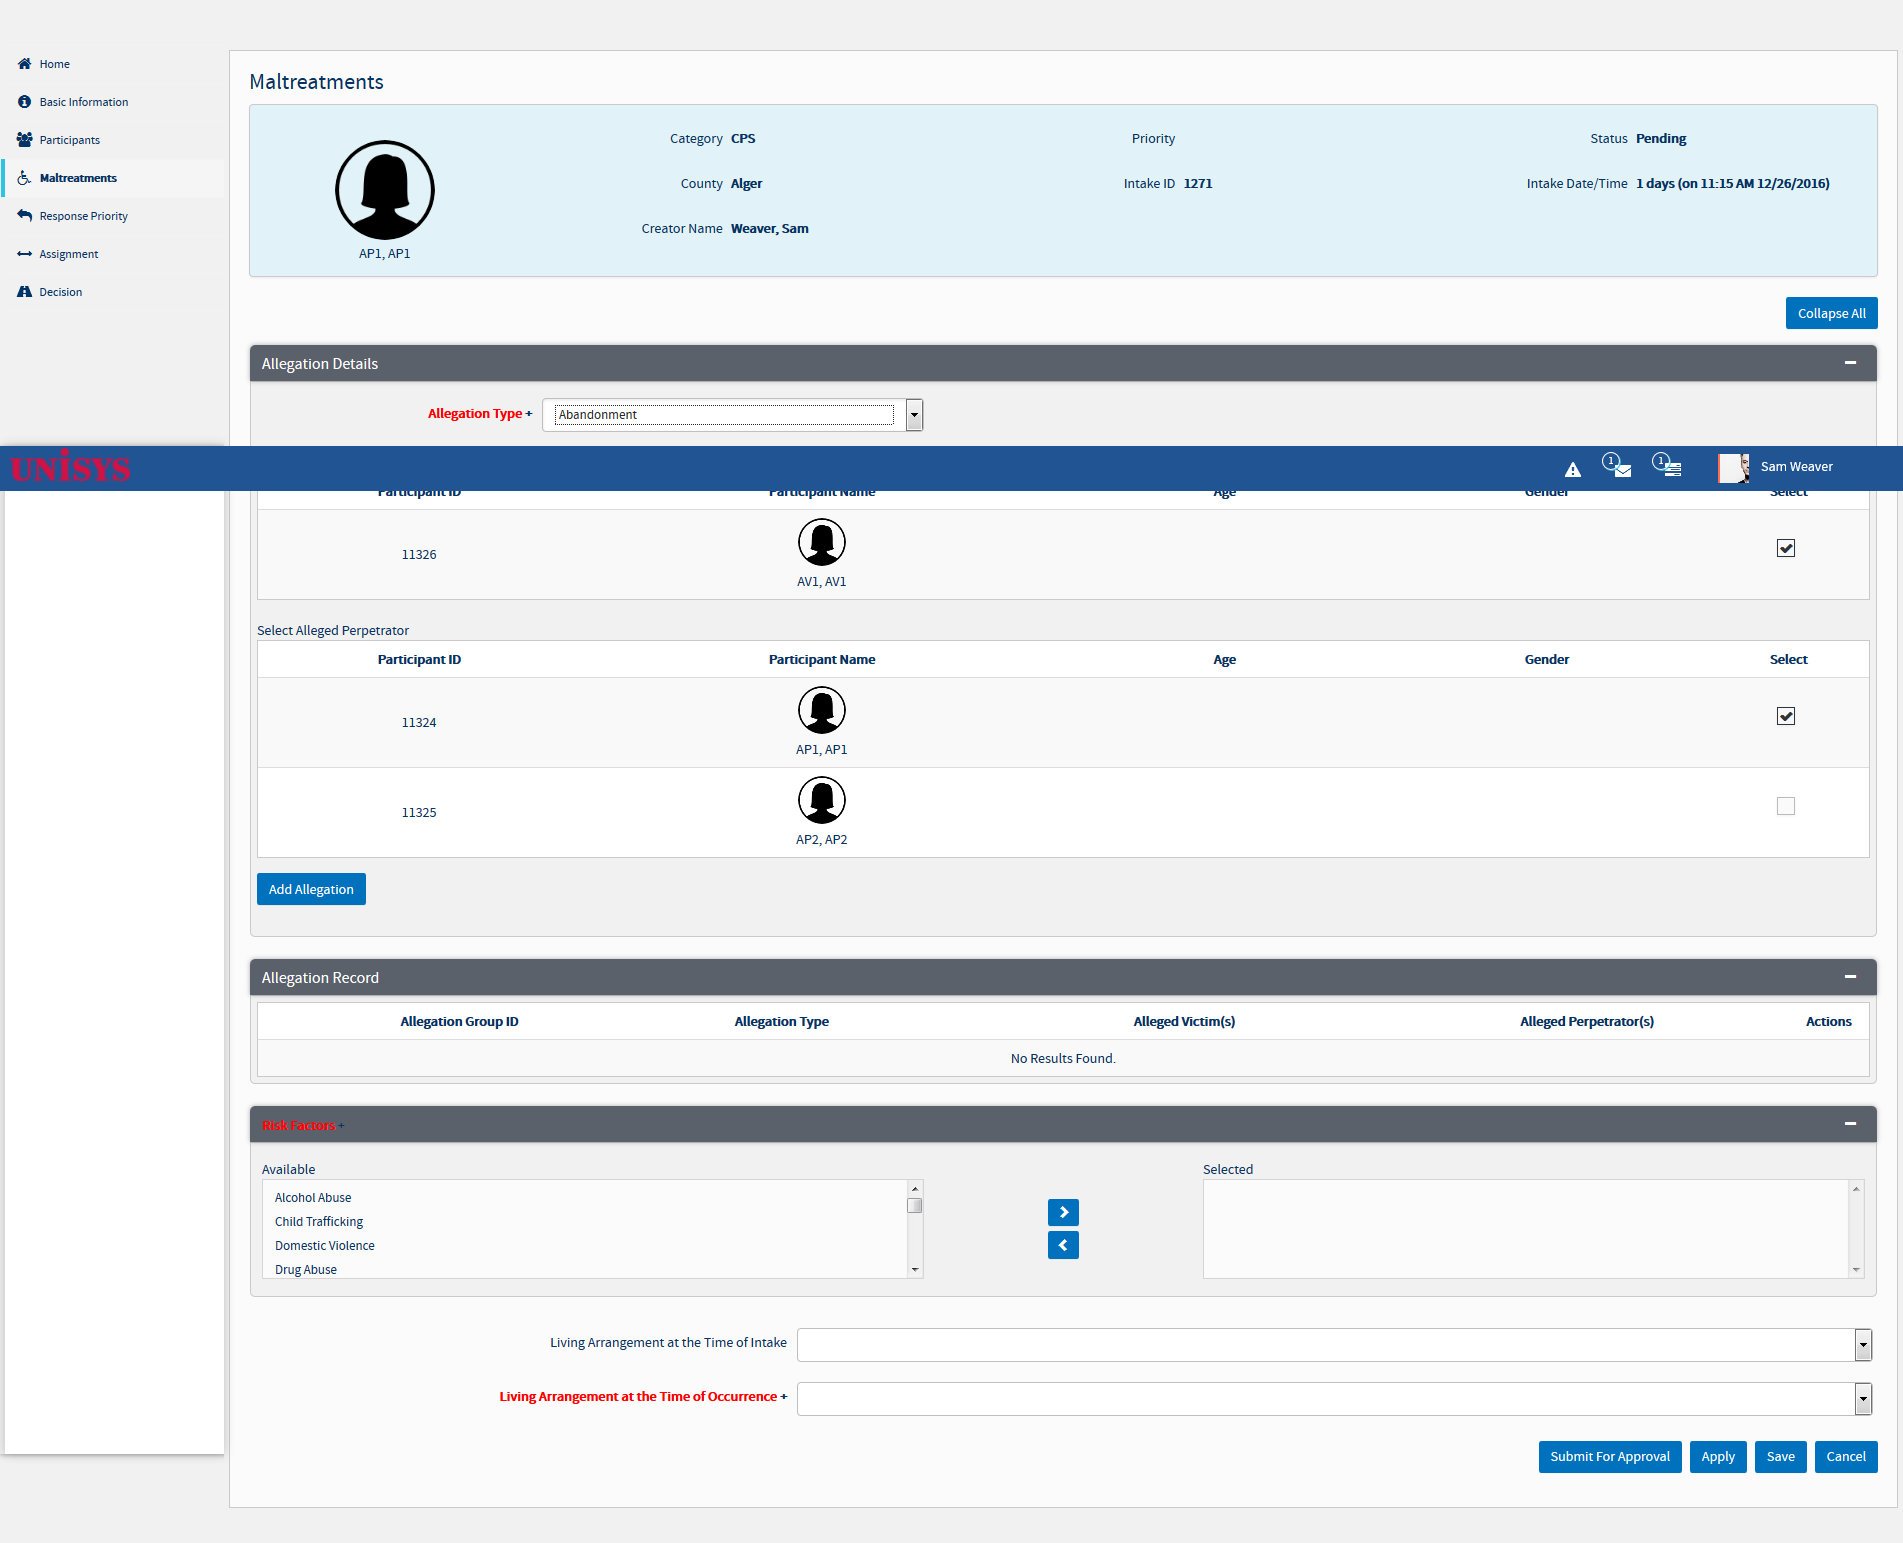 Home
Basic Information
Participants
Maltreatments
Response Priority
Assignment
Decision
Maltreatments
AP1, AP1
Category CPS
Priority
Status Pending
County Alger
Intake ID 1271
Intake Date/Time 1 days (on 11:15 AM 12/26/2016)
Creator Name Weaver, Sam
Collapse All
Allegation Details
Allegation Type +
Abandonment
UNISYS
1
1
Sam Weaver
Participant ID Participant Name Age Gender Select
11326
AV1, AV1
Select Alleged Perpetrator
Participant ID Participant Name Age Gender Select
11324
AP1, AP1
11325
AP2, AP2
Add Allegation
Allegation Record
Allegation Group ID Allegation Type Alleged Victim(s) Alleged Perpetrator(s) Actions
No Results Found.
Risk Factors +
Available
Alcohol Abuse
Child Trafficking
Domestic Violence
Drug Abuse
Selected
Living Arrangement at the Time of Intake
Living Arrangement at the Time of Occurrence +
Submit For Approval Apply Save Cancel